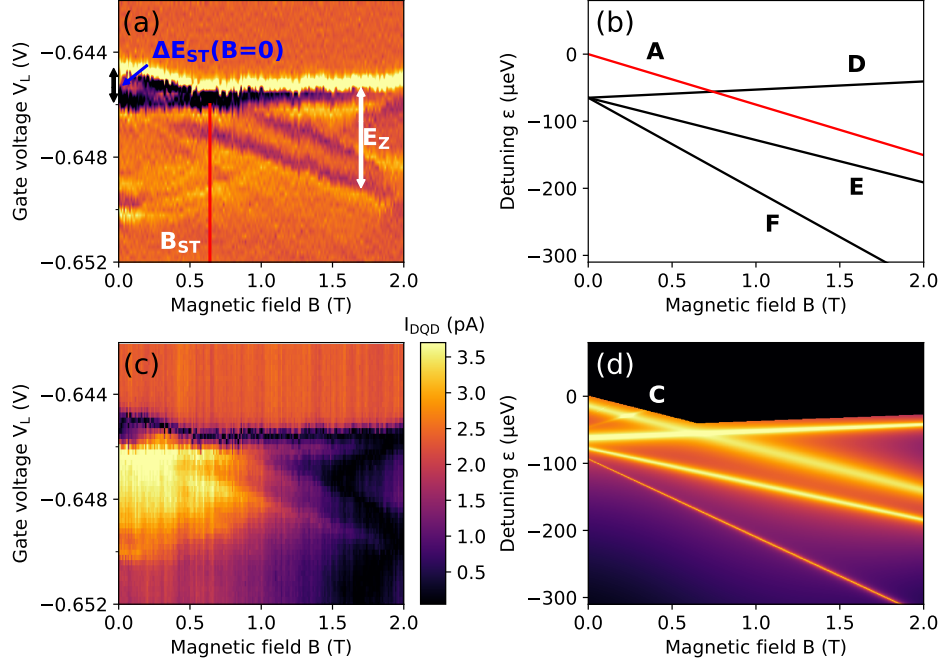 (a)
ΔE_ST(B=0)
E_Z
B_ST
Gate voltage V_L (V)
−0.644
−0.648
−0.652
0.0 0.5 1.0 1.5 2.0
Magnetic field B (T)
(b)
A
D
E
F
Detuning ε (μeV)
0
−100
−200
−300
0.0 0.5 1.0 1.5 2.0
Magnetic field B (T)
(c)
Gate voltage V_L (V)
−0.644
−0.648
−0.652
0.0 0.5 1.0 1.5 2.0
Magnetic field B (T)
I_DQD (pA)
3.5
3.0
2.5
2.0
1.5
1.0
0.5
(d)
C
Detuning ε (μeV)
0
−100
−200
−300
0.0 0.5 1.0 1.5 2.0
Magnetic field B (T)